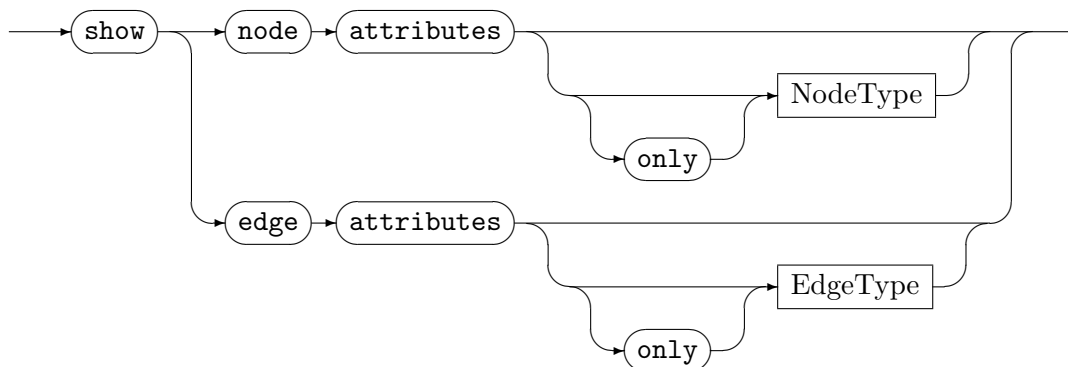 show node attributes
NodeType
only
edge attributes
EdgeType
only